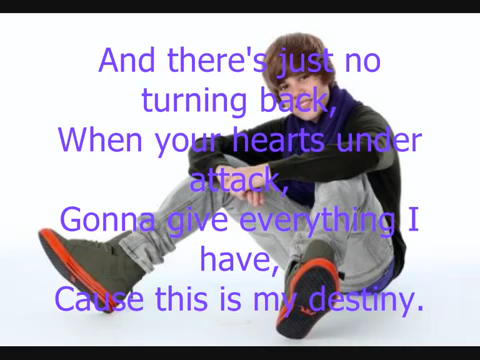 And there's just no
turning back,
When your hearts under
attack,
Gonna give everything I
have,
Cause this is my destiny.